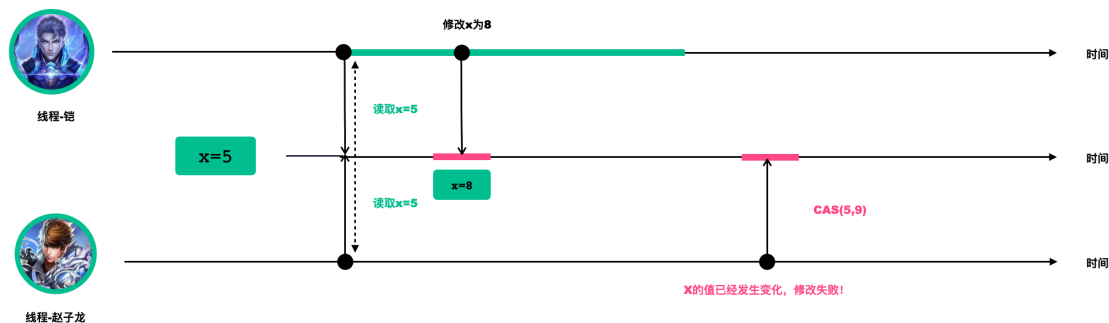 修改x为8
时间
线程-铠
读取x=5
x=5
时间
x=8
读取x=5
CAS(5,9)
时间
X的值已经发生变化，修改失败！
线程-赵子龙